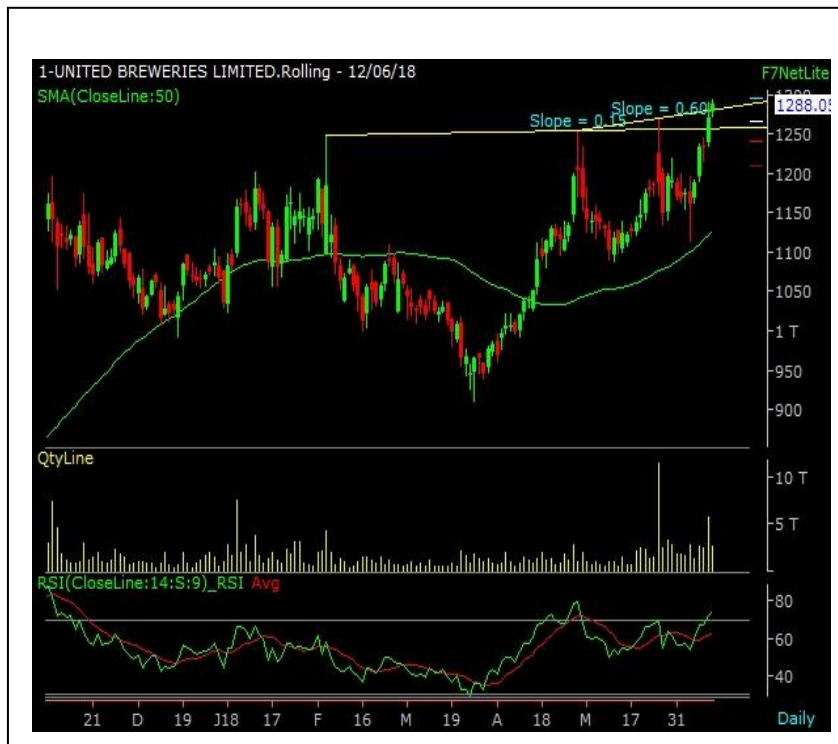 1-UNITED BREWERIES LIMITED.Rolling - 12/06/18
F7NetLite
SMA(CloseLine:50)
1300
1288.05
Slope = 0.60
Slope = 0.15
1250
1200
1150
1100
1050
1 T
950
900
QtyLine
10 T
5 T
RSI(CloseLine:14:S:9)_RSI Avg
80
60
40
21 D 19 J18 17 F 16 M 19 A 18 M 17 31
Daily